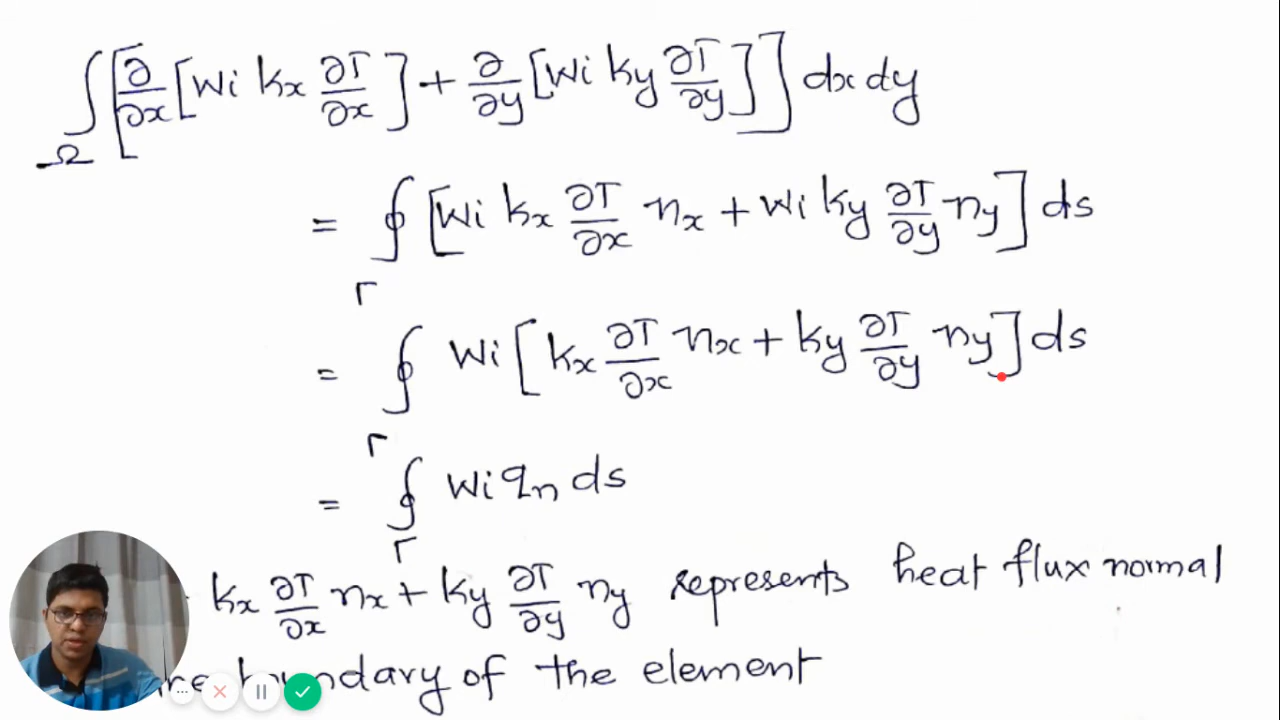 ∫_Ω [∂/∂x [Wi kx ∂T/∂x] + ∂/∂y [Wi ky ∂T/∂y]] dx dy
= ∮_Γ [Wi kx ∂T/∂x nx + Wi ky ∂T/∂y ny] ds
= ∮_Γ Wi [kx ∂T/∂x nx + ky ∂T/∂y ny] ds
= ∮_Γ Wi qn ds
kx ∂T/∂x nx + ky ∂T/∂y ny represents heat flux normal
boundary of the element